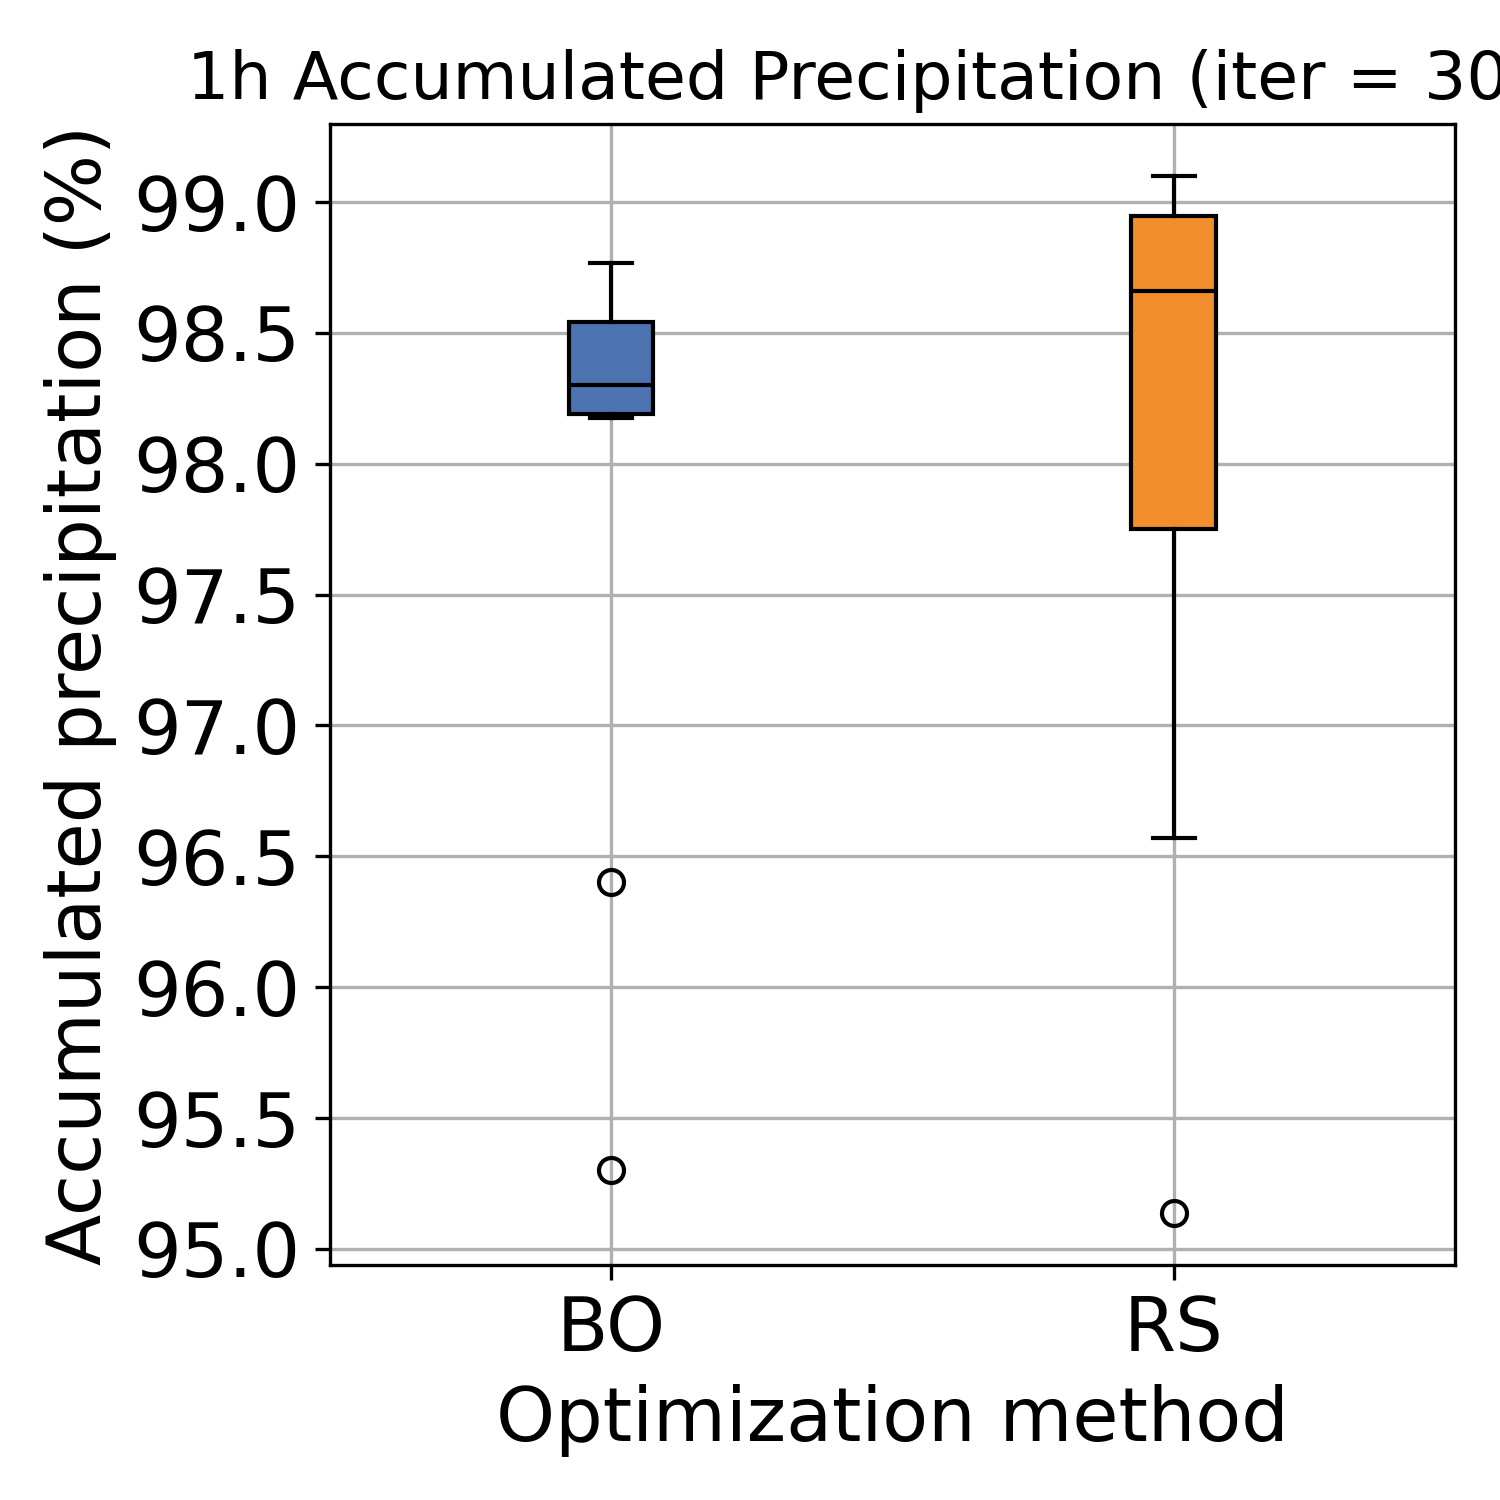 1h Accumulated Precipitation (iter = 30
Accumulated precipitation (%)
99.0
98.5
98.0
97.5
97.0
96.5
96.0
95.5
95.0
BO RS
Optimization method